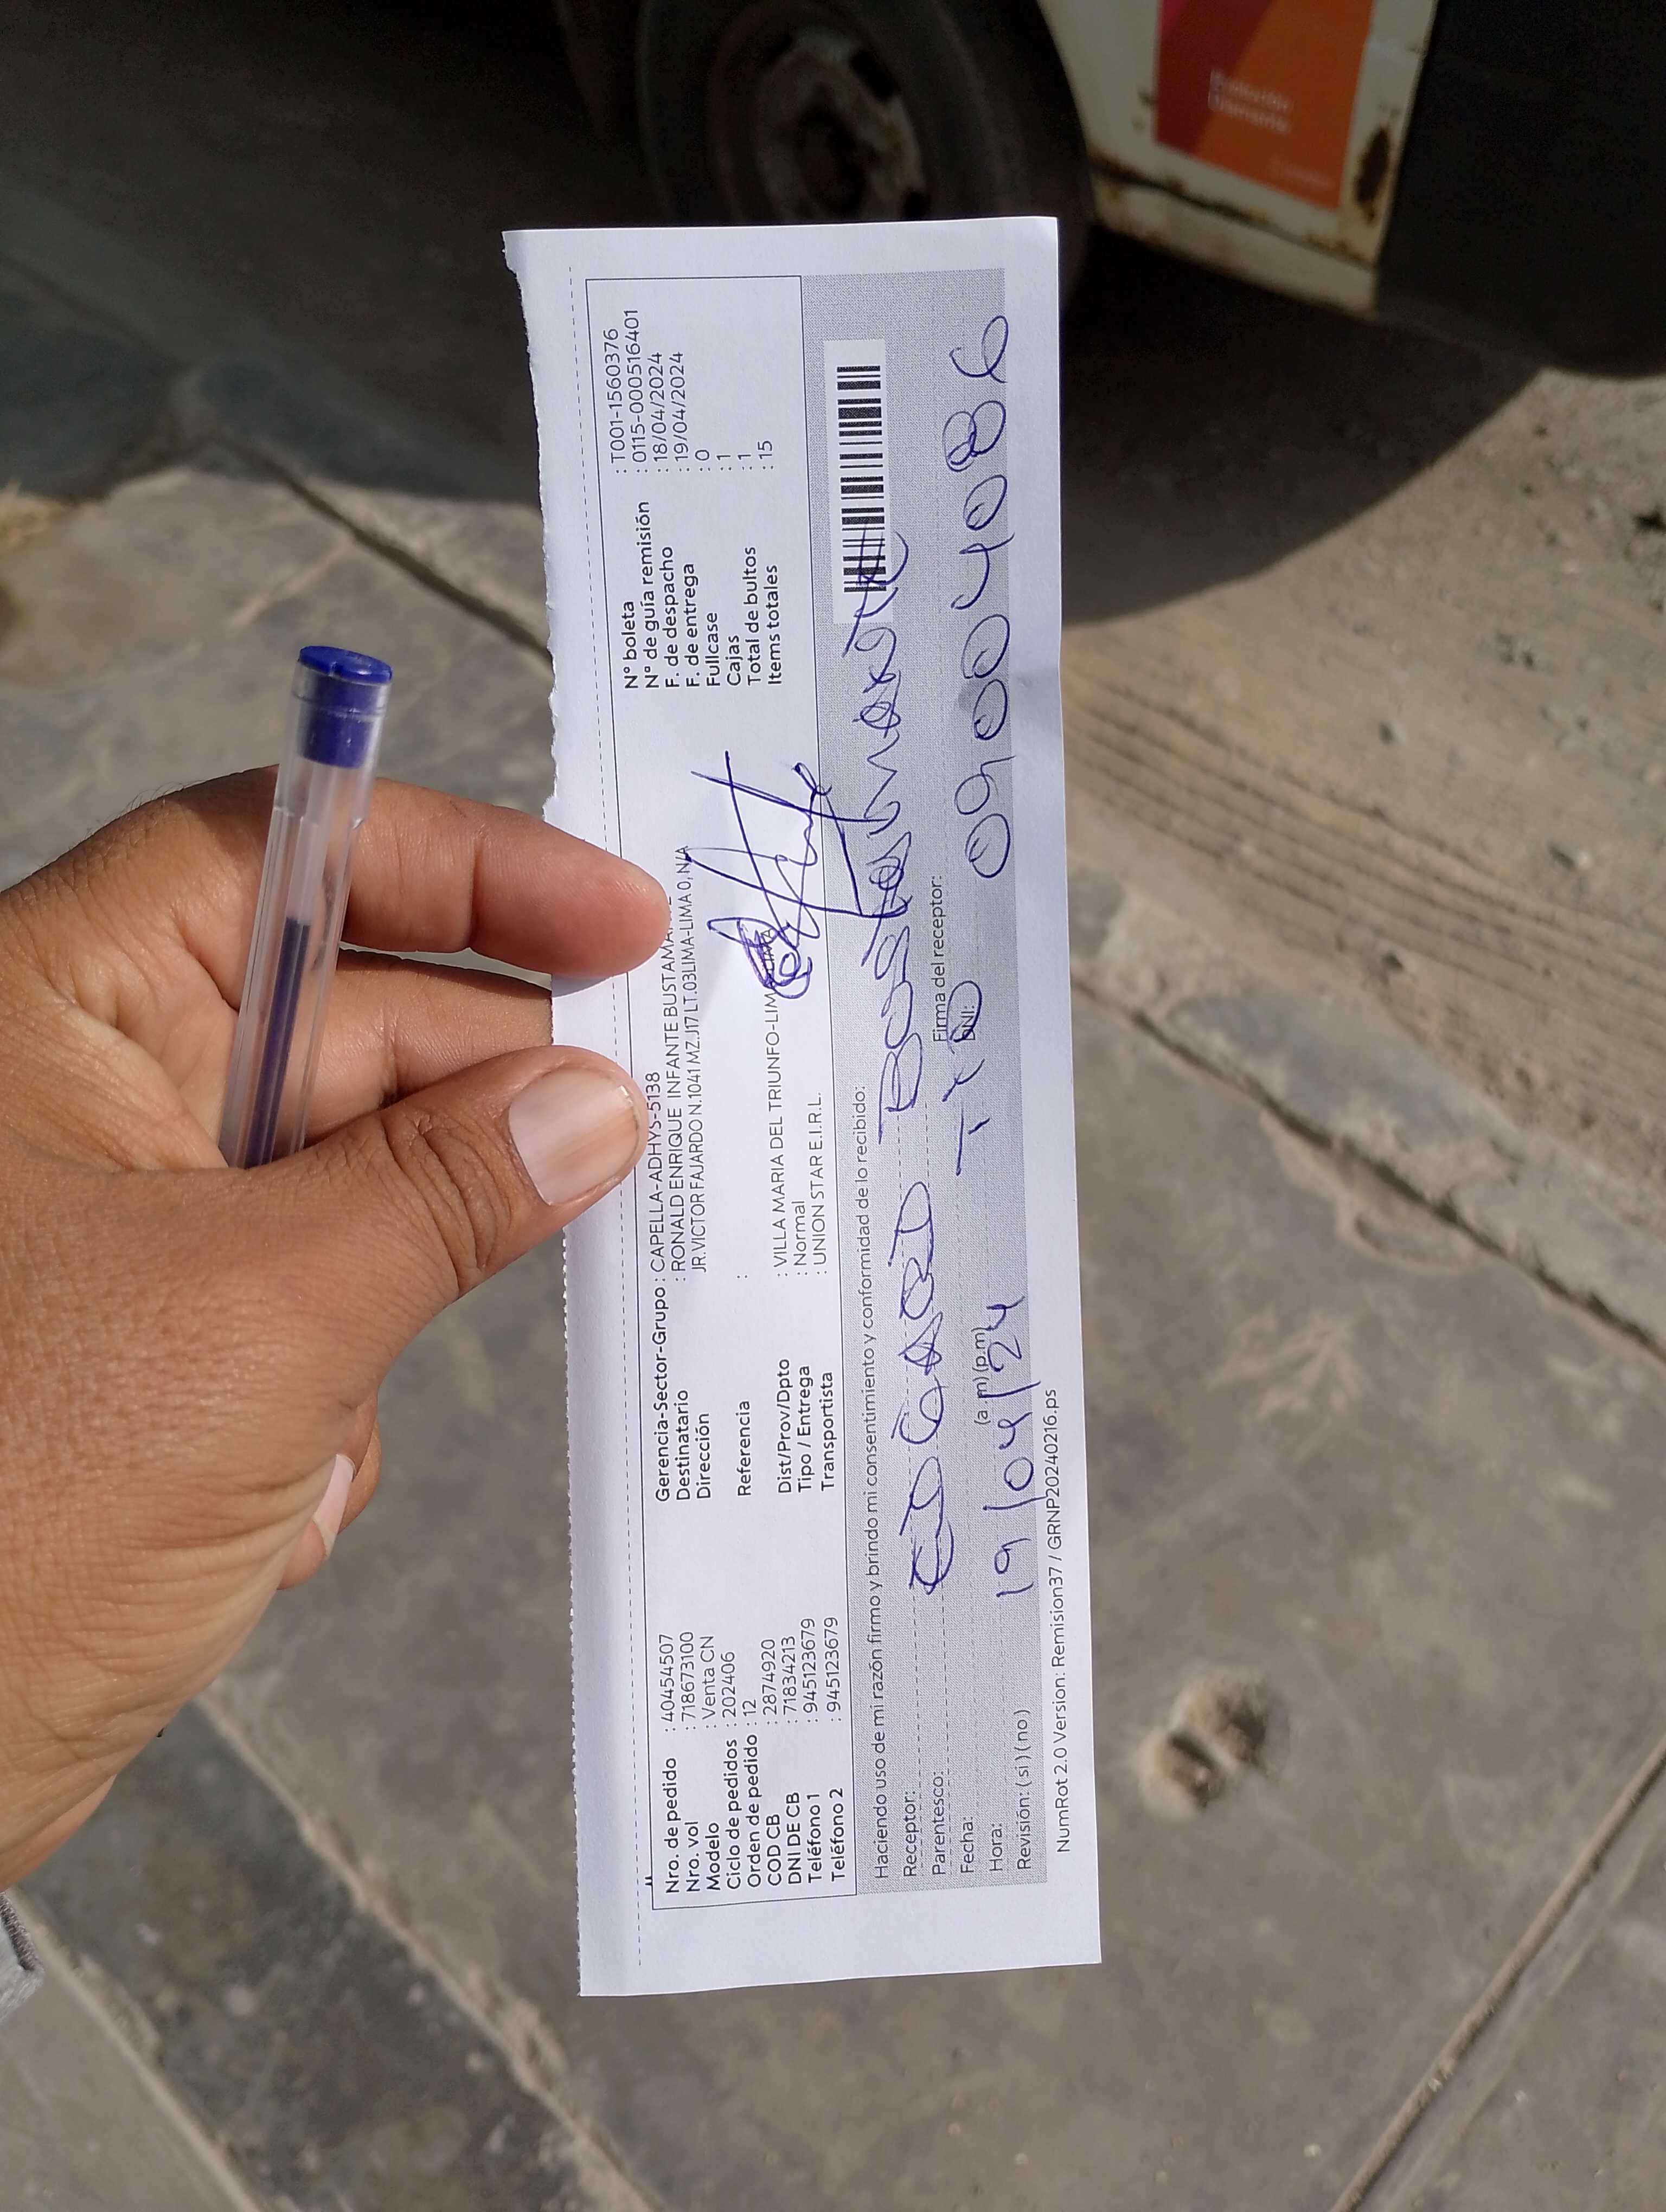 Nro. de pedido : 40454507
Nro. vol : 718673100
Modelo : Venta CN
Ciclo de pedidos : 202406
Orden de pedido : 12
COD CB : 2874920
DNI DE CB : 71834213
Teléfono 1 : 945123679
Teléfono 2 : 945123679
Gerencia-Sector-Grupo : CAPELLA-ADHYS-5138
Destinatario : RONALD ENRIQUE INFANTE
Dirección JR.VICTOR FAJARDO N.1041 MZ.J17 LT.03LIMA-LIMA 0, N/A
Referencia :
Dist/Prov/Dpto : VILLA MARIA DEL TRIUNFO-LIMA
Tipo / Entrega : Normal
Transportista : UNION STAR E.I.R.L.
N° boleta : T001-1560376
N° de guía remisión : 0115-000516401
F. de despacho : 18/04/2024
F. de entrega : 19/04/2024
Fullcase : 0
Cajas : 1
Total de bultos : 1
Items totales : 15
Haciendo uso de mi razón firmo y brindo mi consentimiento y conformidad de lo recibido:
Receptor: EDGARD BUSTAMANTE
Parentesco: TIO
Firma del receptor:
Fecha: 19/04/24
DNI: 09004086
Hora: (a.m) (p.m)
Revisión: ( si ) ( no )
NumRot 2.0 Version: Remision37 / GRNP20240216.ps